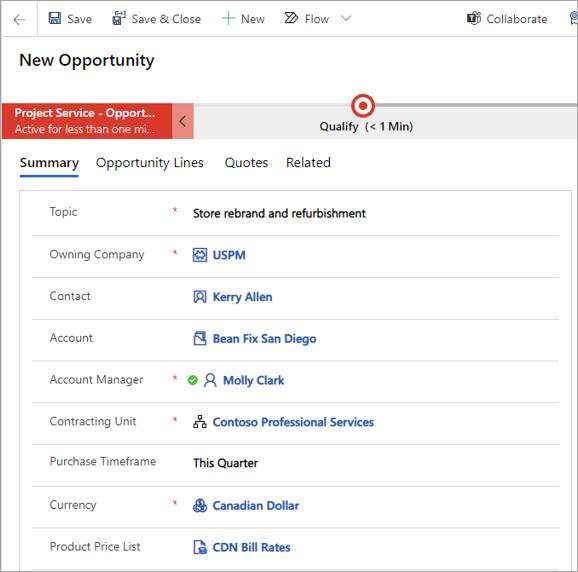 Save Save & Close New Flow Collaborate
New Opportunity
Project Service - Opport...
Active for less than one mi...
Qualify (< 1 Min)
Summary Opportunity Lines Quotes Related
Topic * Store rebrand and refurbishment
Owning Company * USPM
Contact Kerry Allen
Account Bean Fix San Diego
Account Manager * Molly Clark
Contracting Unit * Contoso Professional Services
Purchase Timeframe This Quarter
Currency * Canadian Dollar
Product Price List CDN Bill Rates